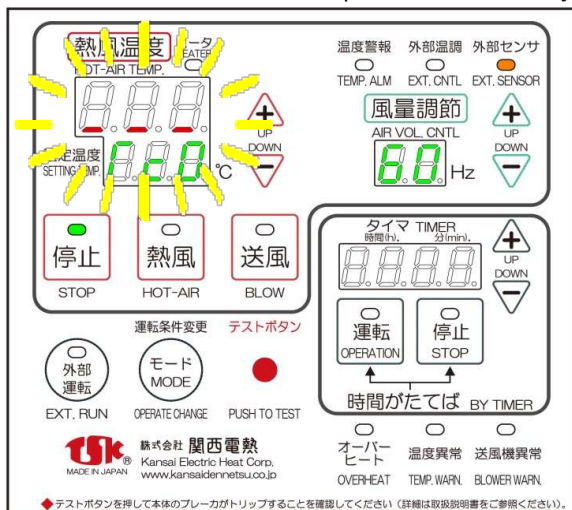 熱風温度
HOT-AIR TEMP.
温度警報 外部温調 外部センサ
TEMP. ALM EXT. CNTL EXT. SENSOR
UP
DOWN
SETTING TEMP.
℃
風量調節
AIR VOL. CNTL
60 Hz
UP
DOWN
停止
STOP
熱風
HOT-AIR
送風
BLOW
タイマ TIMER
時間(h). 分(min).
UP
DOWN
運転
OPERATION
停止
STOP
時間がたてば BY TIMER
運転条件変更 テストボタン
外部
運転
EXT. RUN
モード
MODE
OPERATE CHANGE
PUSH TO TEST
TSK
®
MADE IN JAPAN
株式会社 関西電熱
Kansai Electric Heat Corp.
www.kansaidennetsu.co.jp
オーバー
ヒート
OVERHEAT
温度異常
TEMP. WARN.
送風機異常
BLOWER WARN.
◆テストボタンを押して本体のブレーカがトリップすることを確認してください（詳細は取扱説明書をご参照ください）。